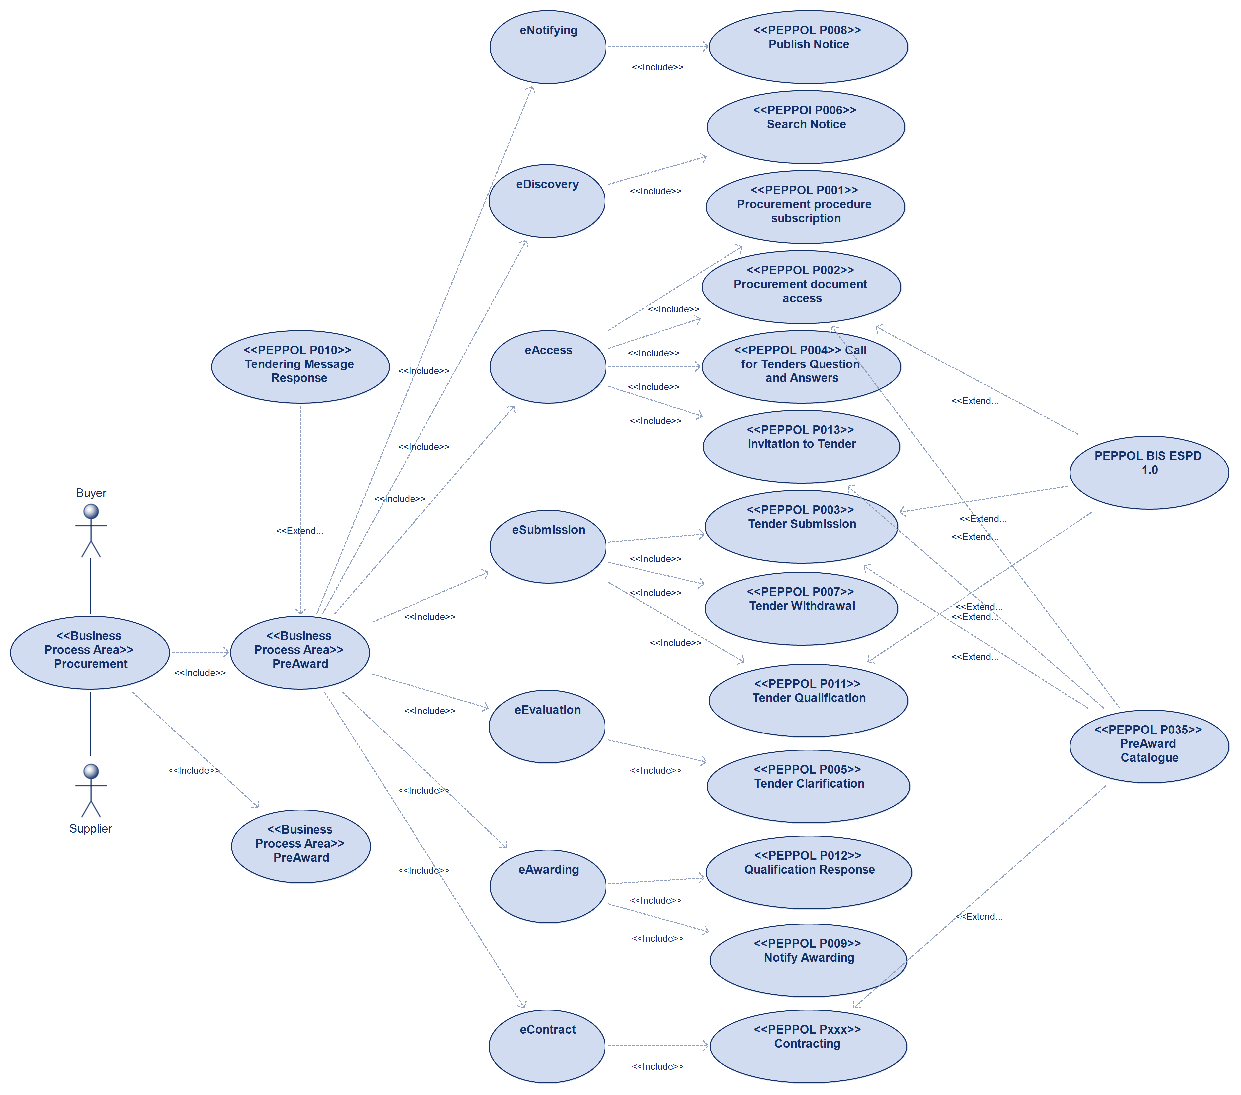 eNotifying
<<PEPPOL P008>>
Publish Notice
<<Include>>
<<PEPPOl P006>>
Search Notice
eDiscovery
<<Include>>
<<PEPPOL P001>>
Procurement procedure
subscription
<<PEPPOL P002>>
Procurement document
access
<<Include>>
<<PEPPOL P010>>
Tendering Message
Response
<<Include>>
eAccess
<<Include>>
<<PEPPOL P004>> Call
for Tenders Question
and Answers
<<Include>>
<<Extend...
<<Include>>
<<PEPPOL P013>>
Invitation to Tender
<<Include>>
PEPPOL BIS ESPD
1.0
Buyer
<<Include>>
<<Extend...
eSubmission
<<PEPPOL P003>>
Tender Submission
<<Extend...
<<Extend...
<<Include>>
<<Include>>
<<PEPPOL P007>>
Tender Withdrawal
<<Extend...
<<Extend...
<<Include>>
<<Include>>
<<Extend...
<<Business
Process Area>>
Procurement
<<Include>>
<<Business
Process Area>>
PreAward
<<PEPPOL P011>>
Tender Qualification
eEvaluation
<<Include>>
<<PEPPOL P035>>
PreAward
Catalogue
<<Include>>
<<Include>>
<<Include>>
<<PEPPOL P005>>
Tender Clarification
Supplier
<<Business
Process Area>>
PreAward
<<Include>>
eAwarding
<<PEPPOL P012>>
Qualification Response
<<Include>>
<<Include>>
<<PEPPOL P009>>
Notify Awarding
<<Extend...
eContract
<<Include>>
<<PEPPOL Pxxx>>
Contracting